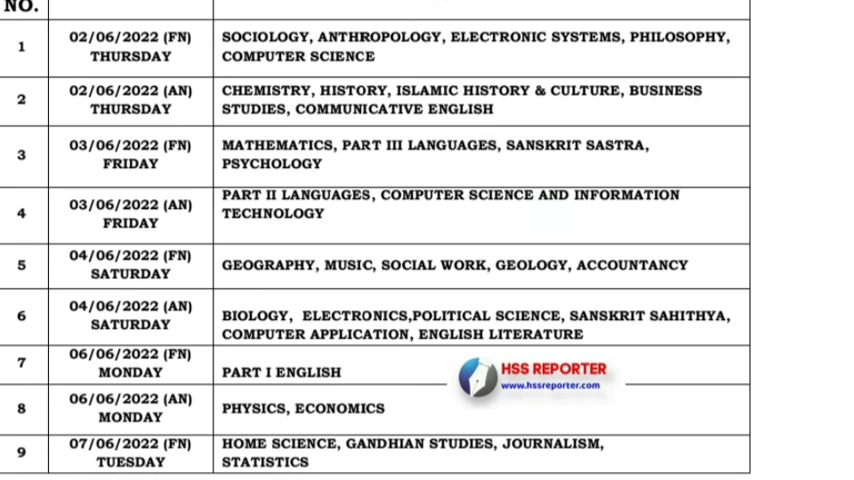 NO.
1
02/06/2022 (FN)
THURSDAY
SOCIOLOGY, ANTHROPOLOGY, ELECTRONIC SYSTEMS, PHILOSOPHY,
COMPUTER SCIENCE
2
02/06/2022 (AN)
THURSDAY
CHEMISTRY, HISTORY, ISLAMIC HISTORY & CULTURE, BUSINESS
STUDIES, COMMUNICATIVE ENGLISH
3
03/06/2022 (FN)
FRIDAY
MATHEMATICS, PART III LANGUAGES, SANSKRIT SASTRA,
PSYCHOLOGY
4
03/06/2022 (AN)
FRIDAY
PART II LANGUAGES, COMPUTER SCIENCE AND INFORMATION
TECHNOLOGY
5
04/06/2022 (FN)
SATURDAY
GEOGRAPHY, MUSIC, SOCIAL WORK, GEOLOGY, ACCOUNTANCY
6
04/06/2022 (AN)
SATURDAY
BIOLOGY, ELECTRONICS,POLITICAL SCIENCE, SANSKRIT SAHITHYA,
COMPUTER APPLICATION, ENGLISH LITERATURE
7
06/06/2022 (FN)
MONDAY
PART I ENGLISH
HSS REPORTER
www.hssreporter.com
8
06/06/2022 (AN)
MONDAY
PHYSICS, ECONOMICS
9
07/06/2022 (FN)
TUESDAY
HOME SCIENCE, GANDHIAN STUDIES, JOURNALISM,
STATISTICS